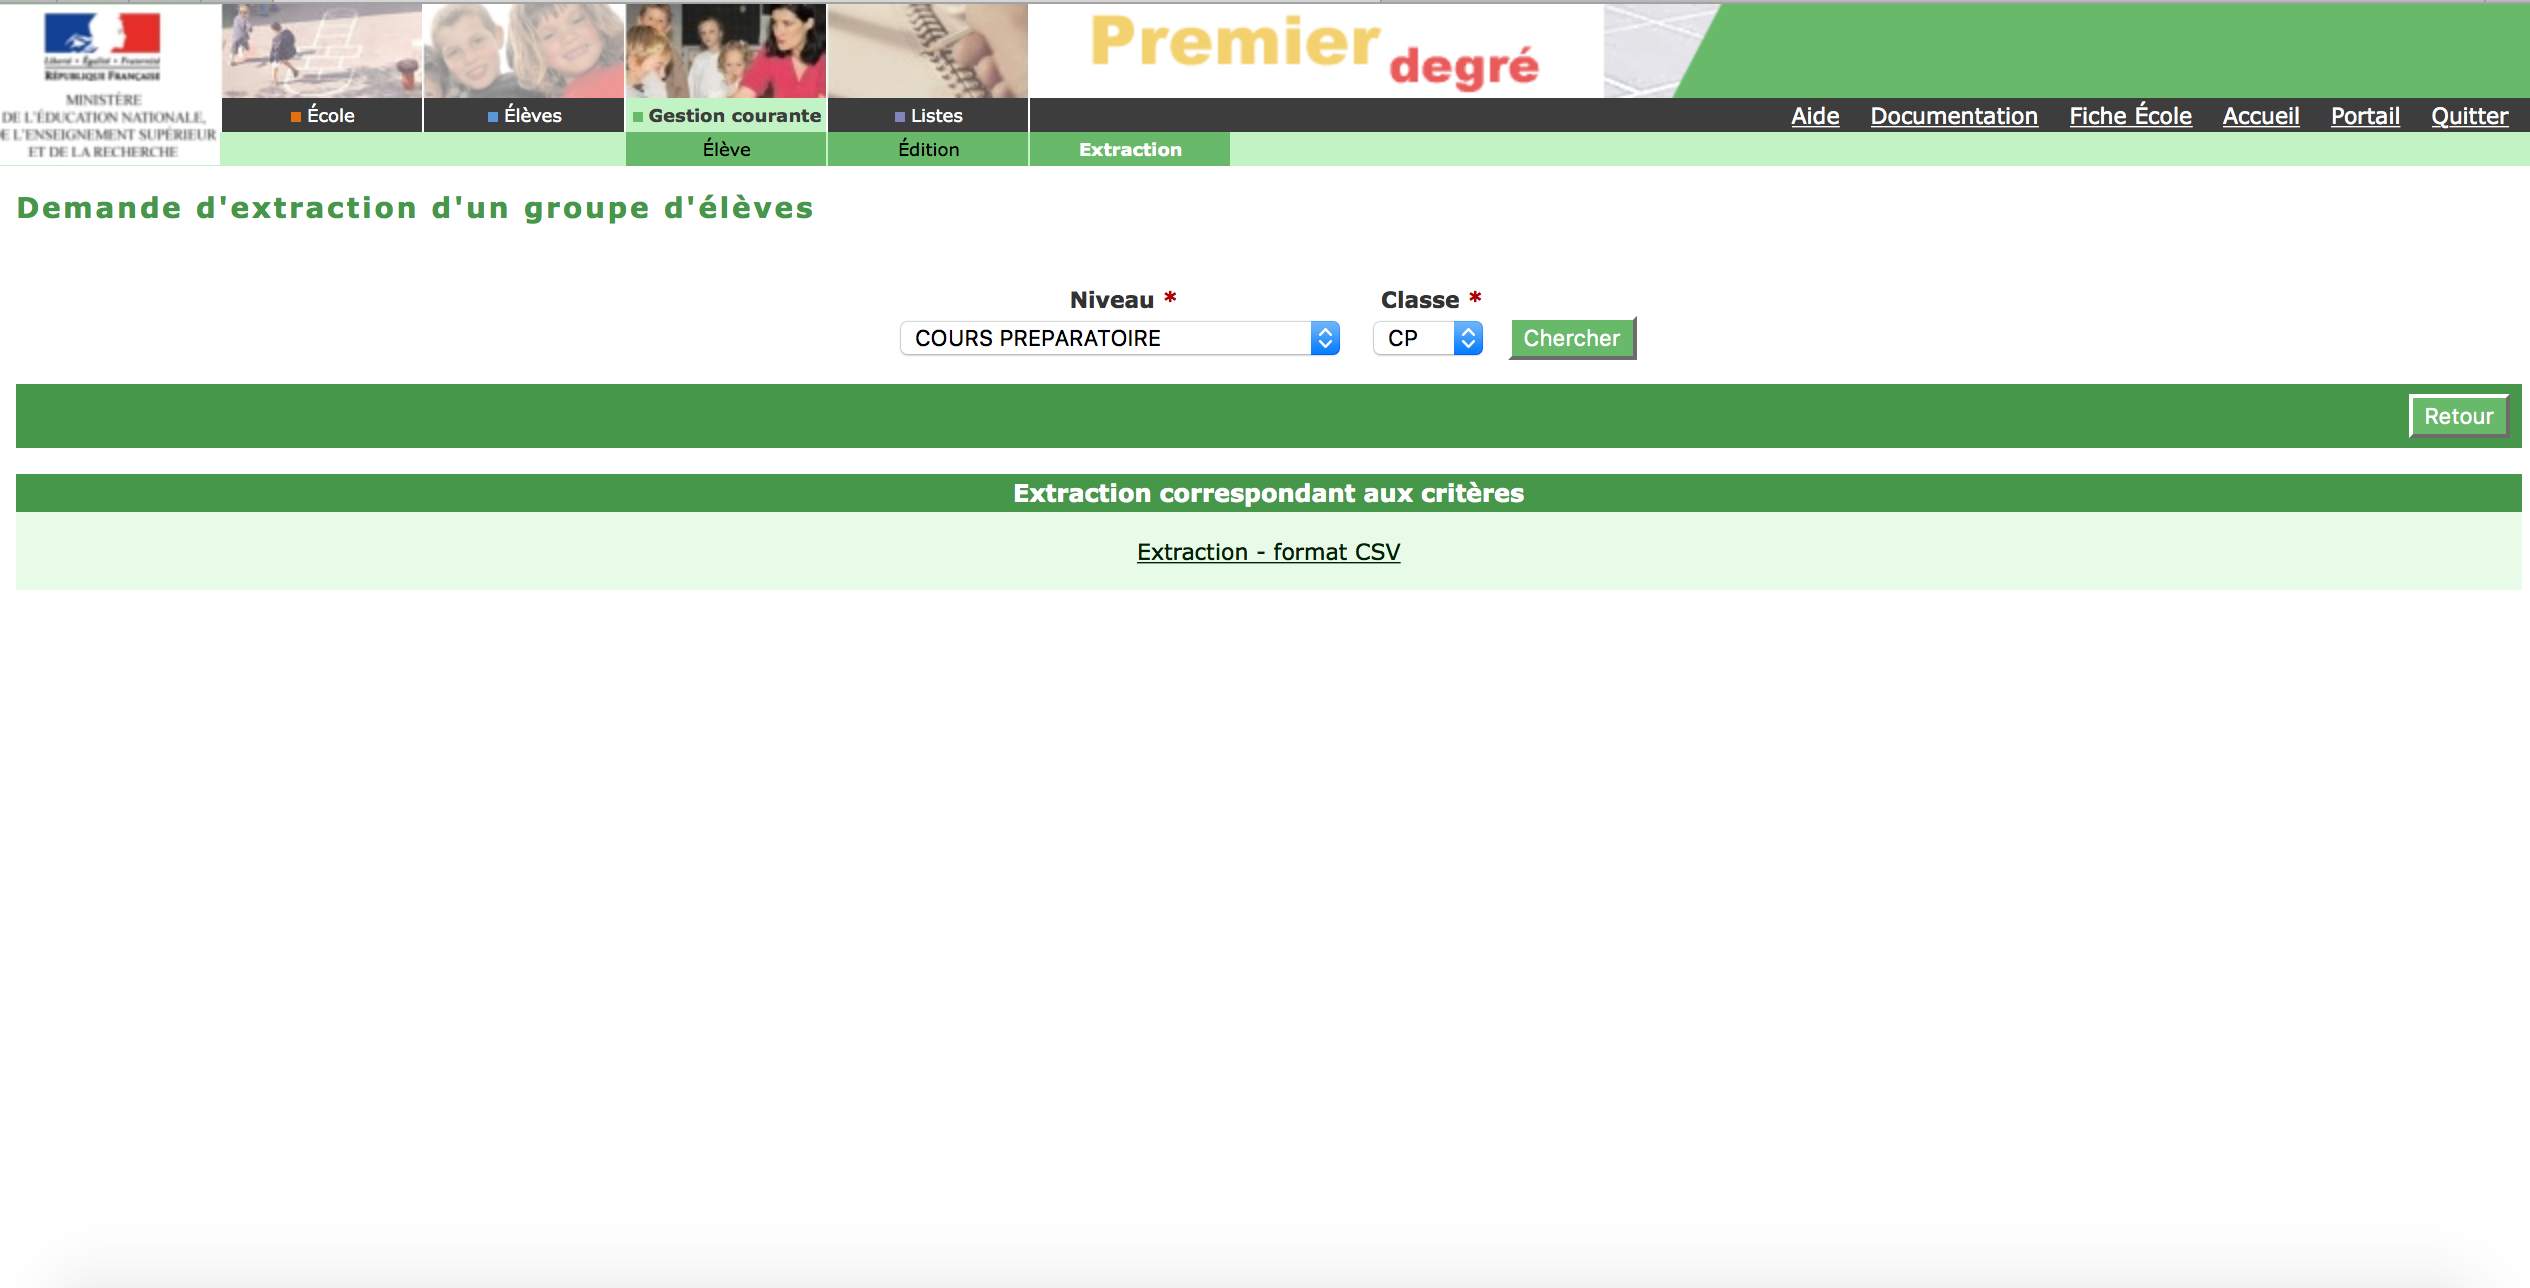 Liberté • Égalité • Fraternité
RÉPUBLIQUE FRANÇAISE
MINISTÈRE
DE L'ÉDUCATION NATIONALE,
DE L'ENSEIGNEMENT SUPÉRIEUR
ET DE LA RECHERCHE
Premier
degré
École
Élèves
Gestion courante
Listes
Aide
Documentation
Fiche École
Accueil
Portail
Quitter
Élève
Édition
Extraction
Demande d'extraction d'un groupe d'élèves
Niveau *
Classe *
COURS PREPARATOIRE
CP
Chercher
Retour
Extraction correspondant aux critères
Extraction - format CSV